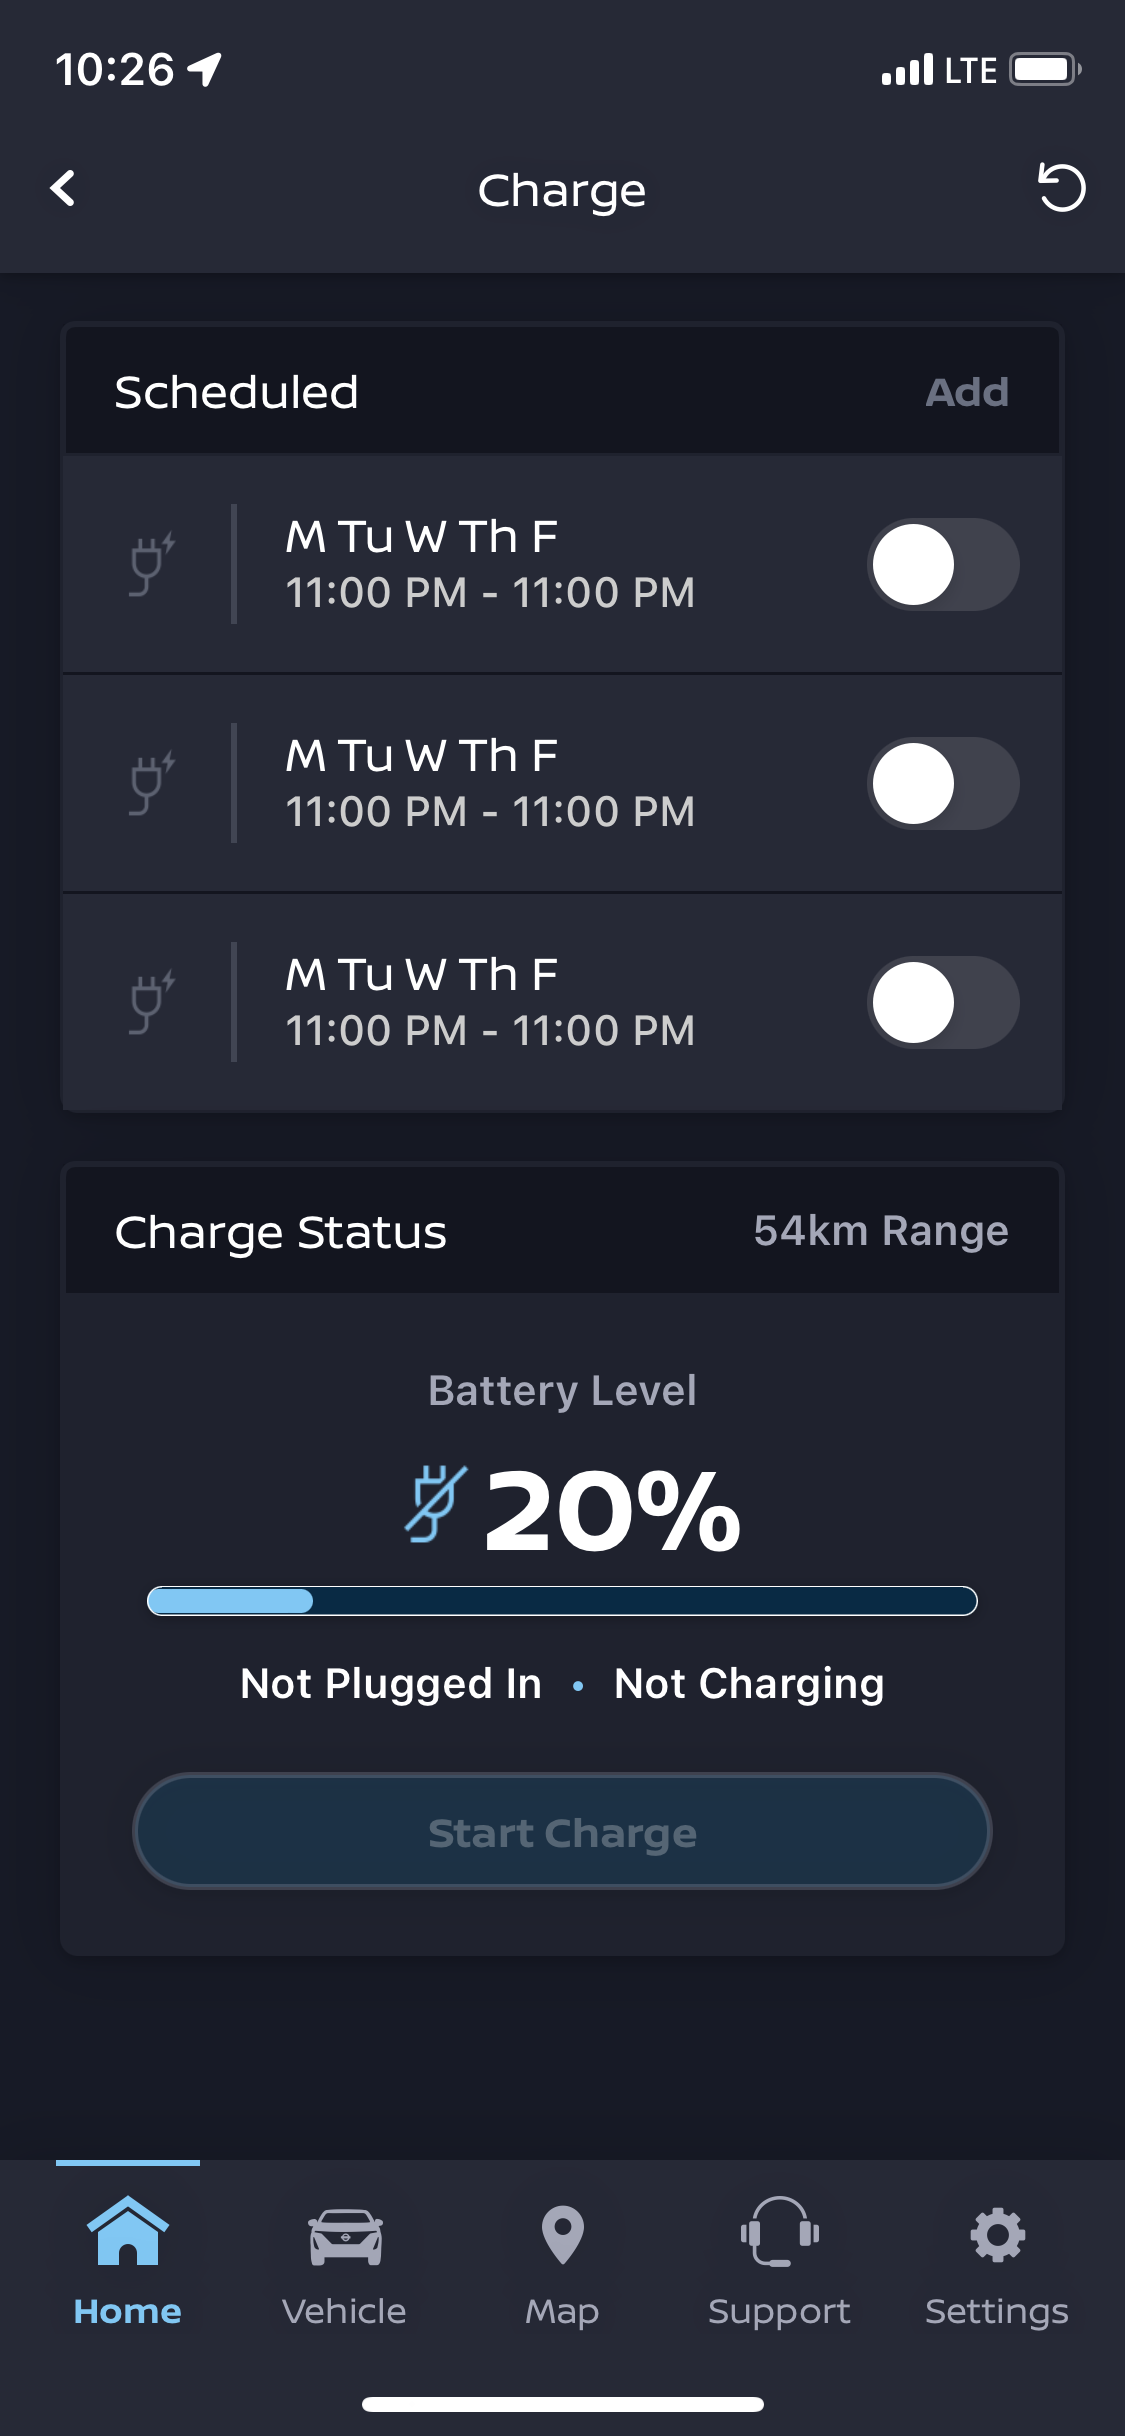 10:26 LTE
Charge
Scheduled Add
M Tu W Th F
11:00 PM - 11:00 PM
M Tu W Th F
11:00 PM - 11:00 PM
M Tu W Th F
11:00 PM - 11:00 PM
Charge Status 54km Range
Battery Level
20%
Not Plugged In • Not Charging
Start Charge
Home Vehicle Map Support Settings